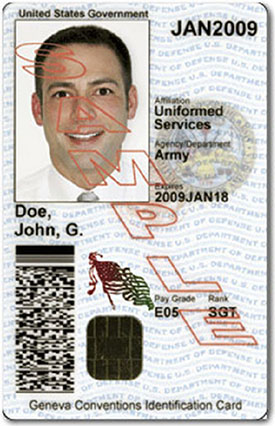 United States Government
JAN2009
SAMPLE
Affiliation
Uniformed
Services
Agency/Department
Army
Expires
2009JAN18
Doe,
John, G.
Pay Grade Rank
E05 SGT
Geneva Conventions Identification Card